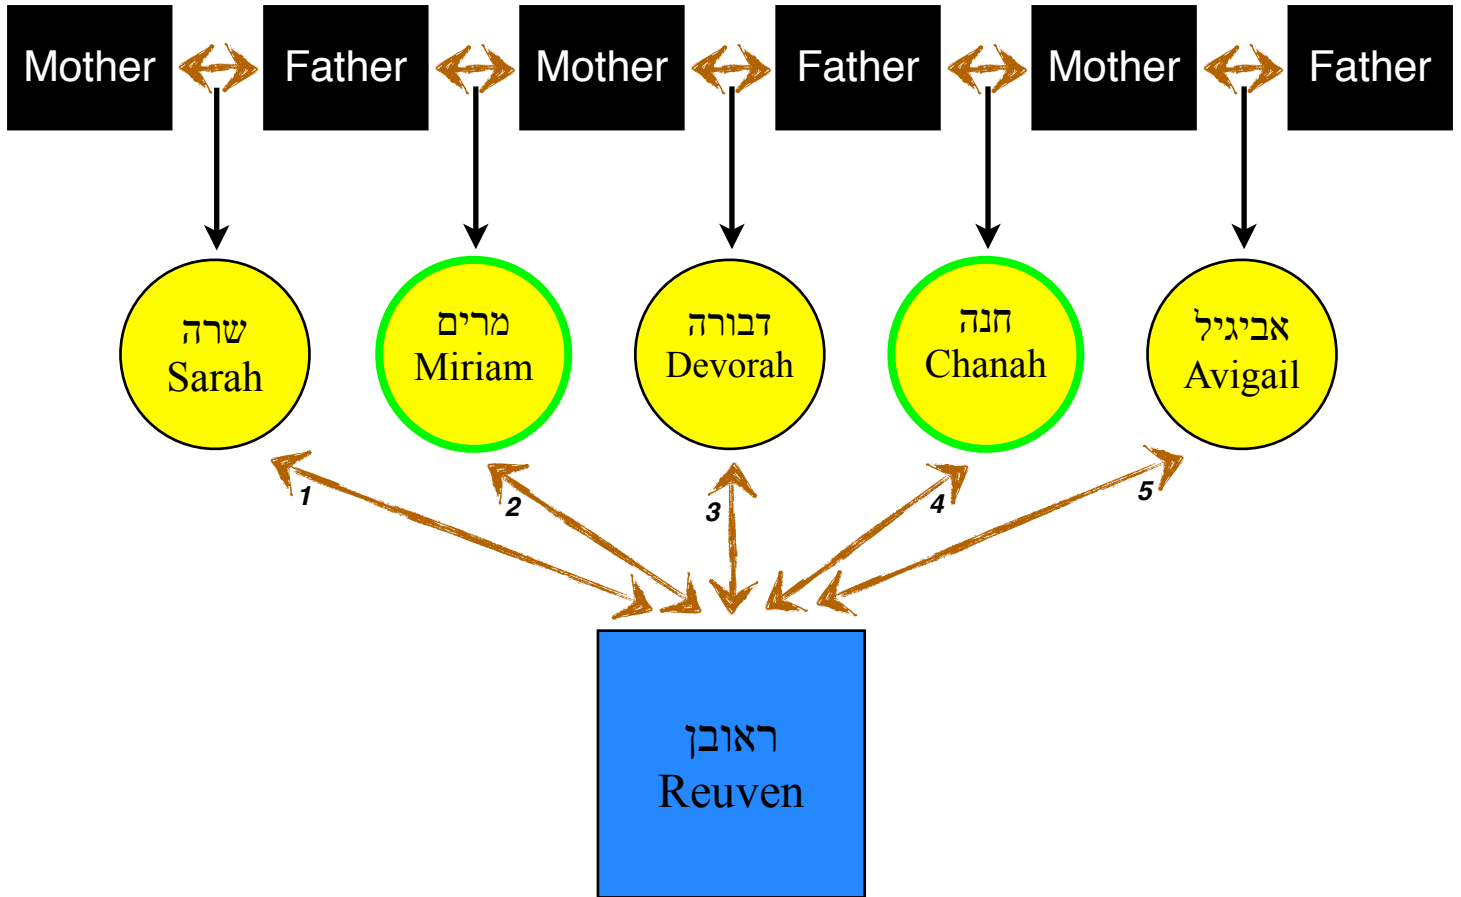 Mother Father Mother Father Mother Father
שרה
Sarah
מרים
Miriam
דבורה
Devorah
חנה
Chanah
אביגיל
Avigail
1 2 3 4 5
ראובן
Reuven